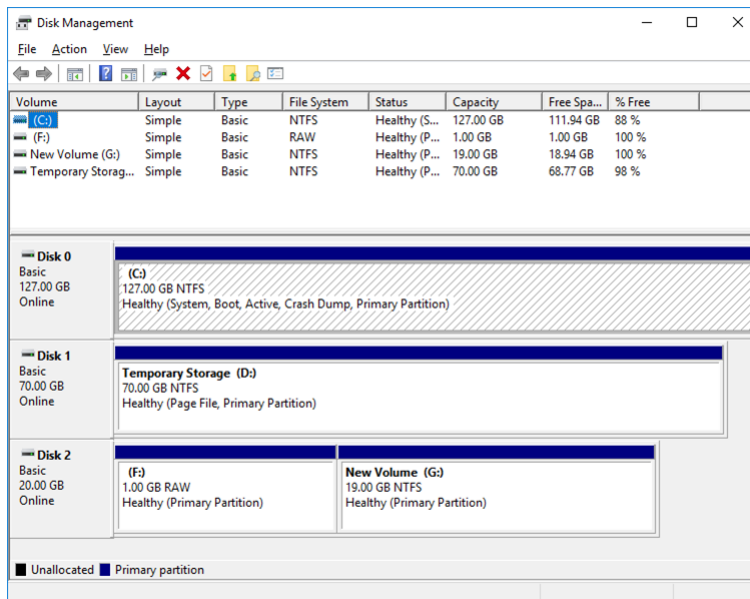 Disk Management
File Action View Help
Volume Layout Type File System Status Capacity Free Spa... % Free
(C:) Simple Basic NTFS Healthy (S... 127.00 GB 111.94 GB 88 %
(F:) Simple Basic RAW Healthy (P... 1.00 GB 1.00 GB 100 %
New Volume (G:) Simple Basic NTFS Healthy (P... 19.00 GB 18.94 GB 100 %
Temporary Storag... Simple Basic NTFS Healthy (P... 70.00 GB 68.77 GB 98 %
Disk 0
Basic
127.00 GB
Online
(C:)
127.00 GB NTFS
Healthy (System, Boot, Active, Crash Dump, Primary Partition)
Disk 1
Basic
70.00 GB
Online
Temporary Storage (D:)
70.00 GB NTFS
Healthy (Page File, Primary Partition)
Disk 2
Basic
20.00 GB
Online
(F:)
1.00 GB RAW
Healthy (Primary Partition)
New Volume (G:)
19.00 GB NTFS
Healthy (Primary Partition)
Unallocated Primary partition